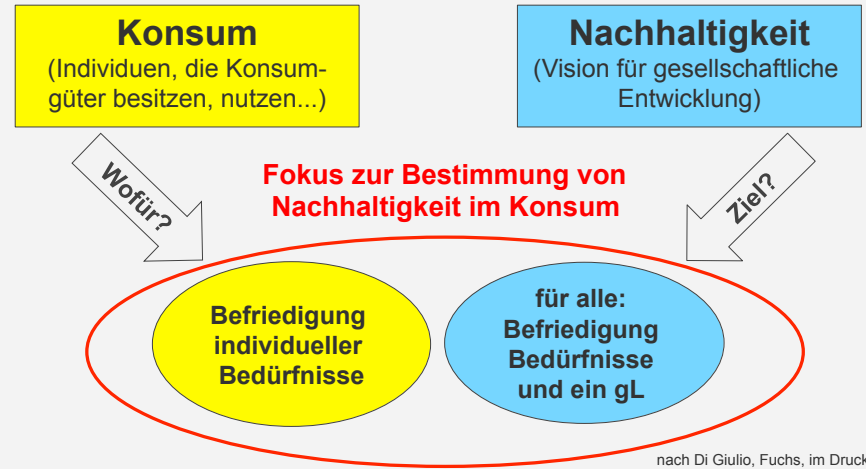 Konsum
(Individuen, die Konsum-
güter besitzen, nutzen...)
Nachhaltigkeit
(Vision für gesellschaftliche
Entwicklung)
Wofür?
Fokus zur Bestimmung von
Nachhaltigkeit im Konsum
Ziel?
Befriedigung
individueller
Bedürfnisse
für alle:
Befriedigung
Bedürfnisse
und ein gL
nach Di Giulio, Fuchs, im Druck